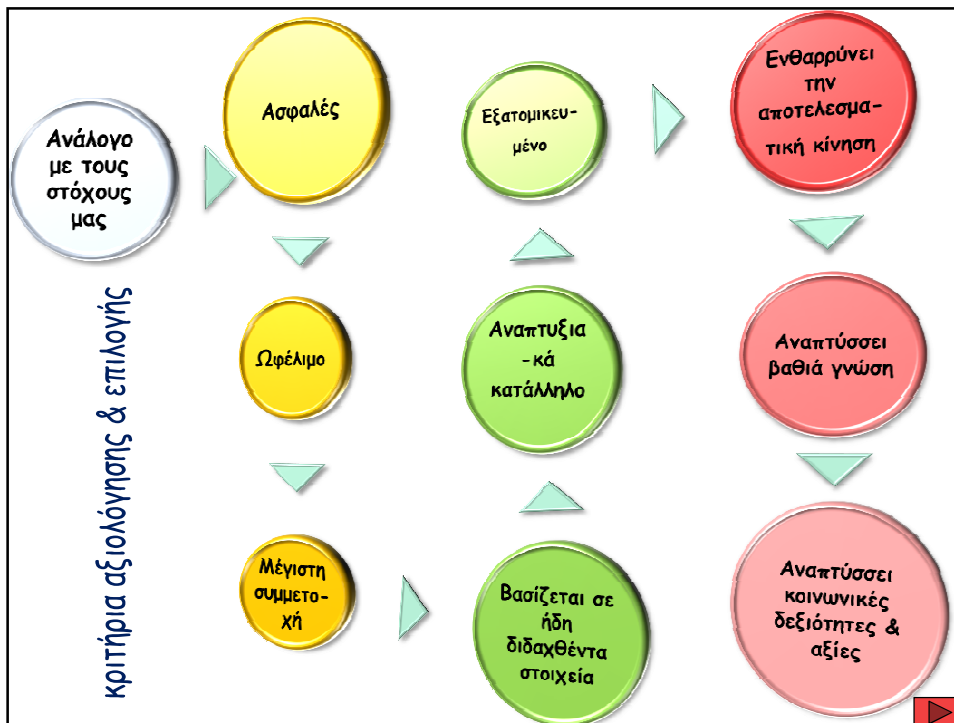 Ανάλογο
με τους
στόχους
μας
Ασφαλές
Ωφέλιμο
Μέγιστη
συμμετο-
χή
Βασίζεται σε
ήδη
διδαχθέντα
στοιχεία
Αναπτυξια
-κά
κατάλληλο
Εξατομικευ-
μένο
Ενθαρρύνει
την
αποτελεσμα-
τική κίνηση
Αναπτύσσει
βαθιά γνώση
Αναπτύσσει
κοινωνικές
δεξιότητες &
αξίες
κριτήρια αξιολόγησης & επιλογής